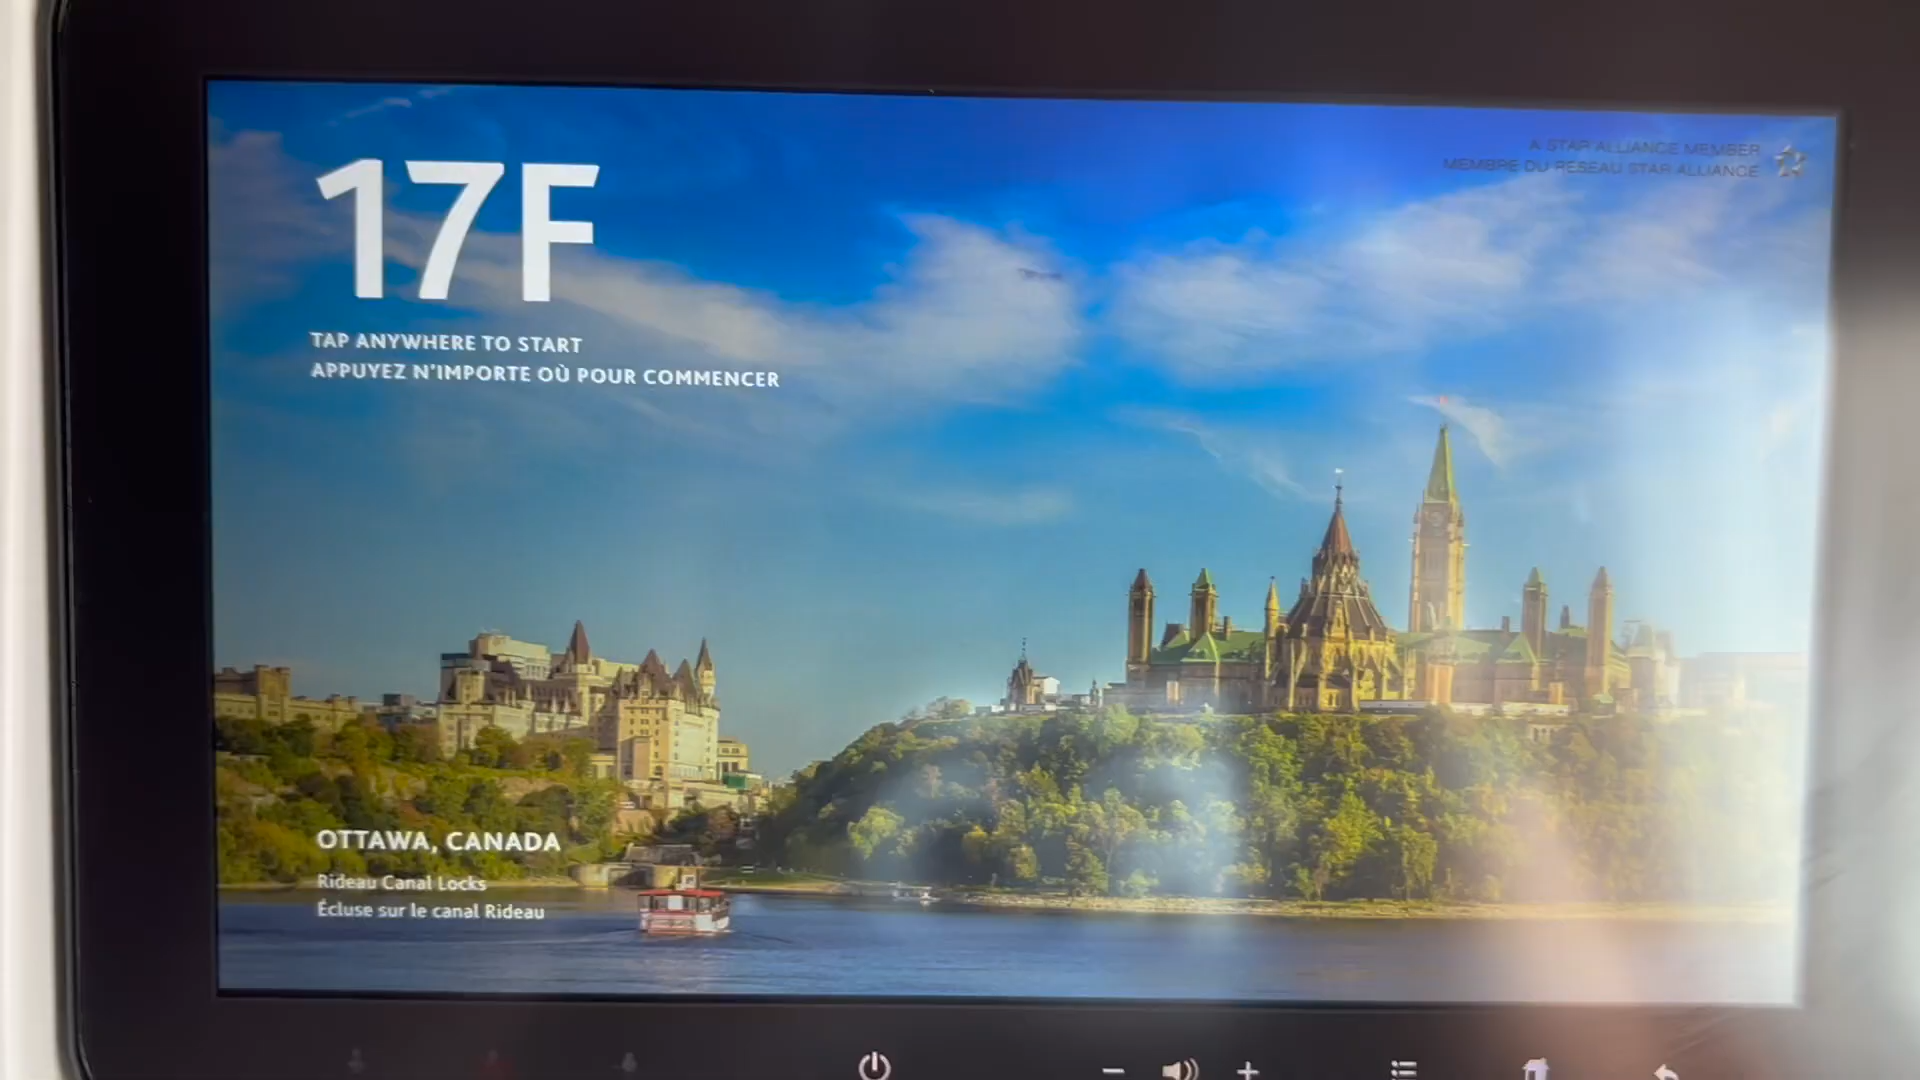 17F
A STAR ALLIANCE MEMBER
MEMBRE DU RÉSEAU STAR ALLIANCE
TAP ANYWHERE TO START
APPUYEZ N'IMPORTE OÙ POUR COMMENCER
OTTAWA, CANADA
Rideau Canal Locks
Écluse sur le canal Rideau